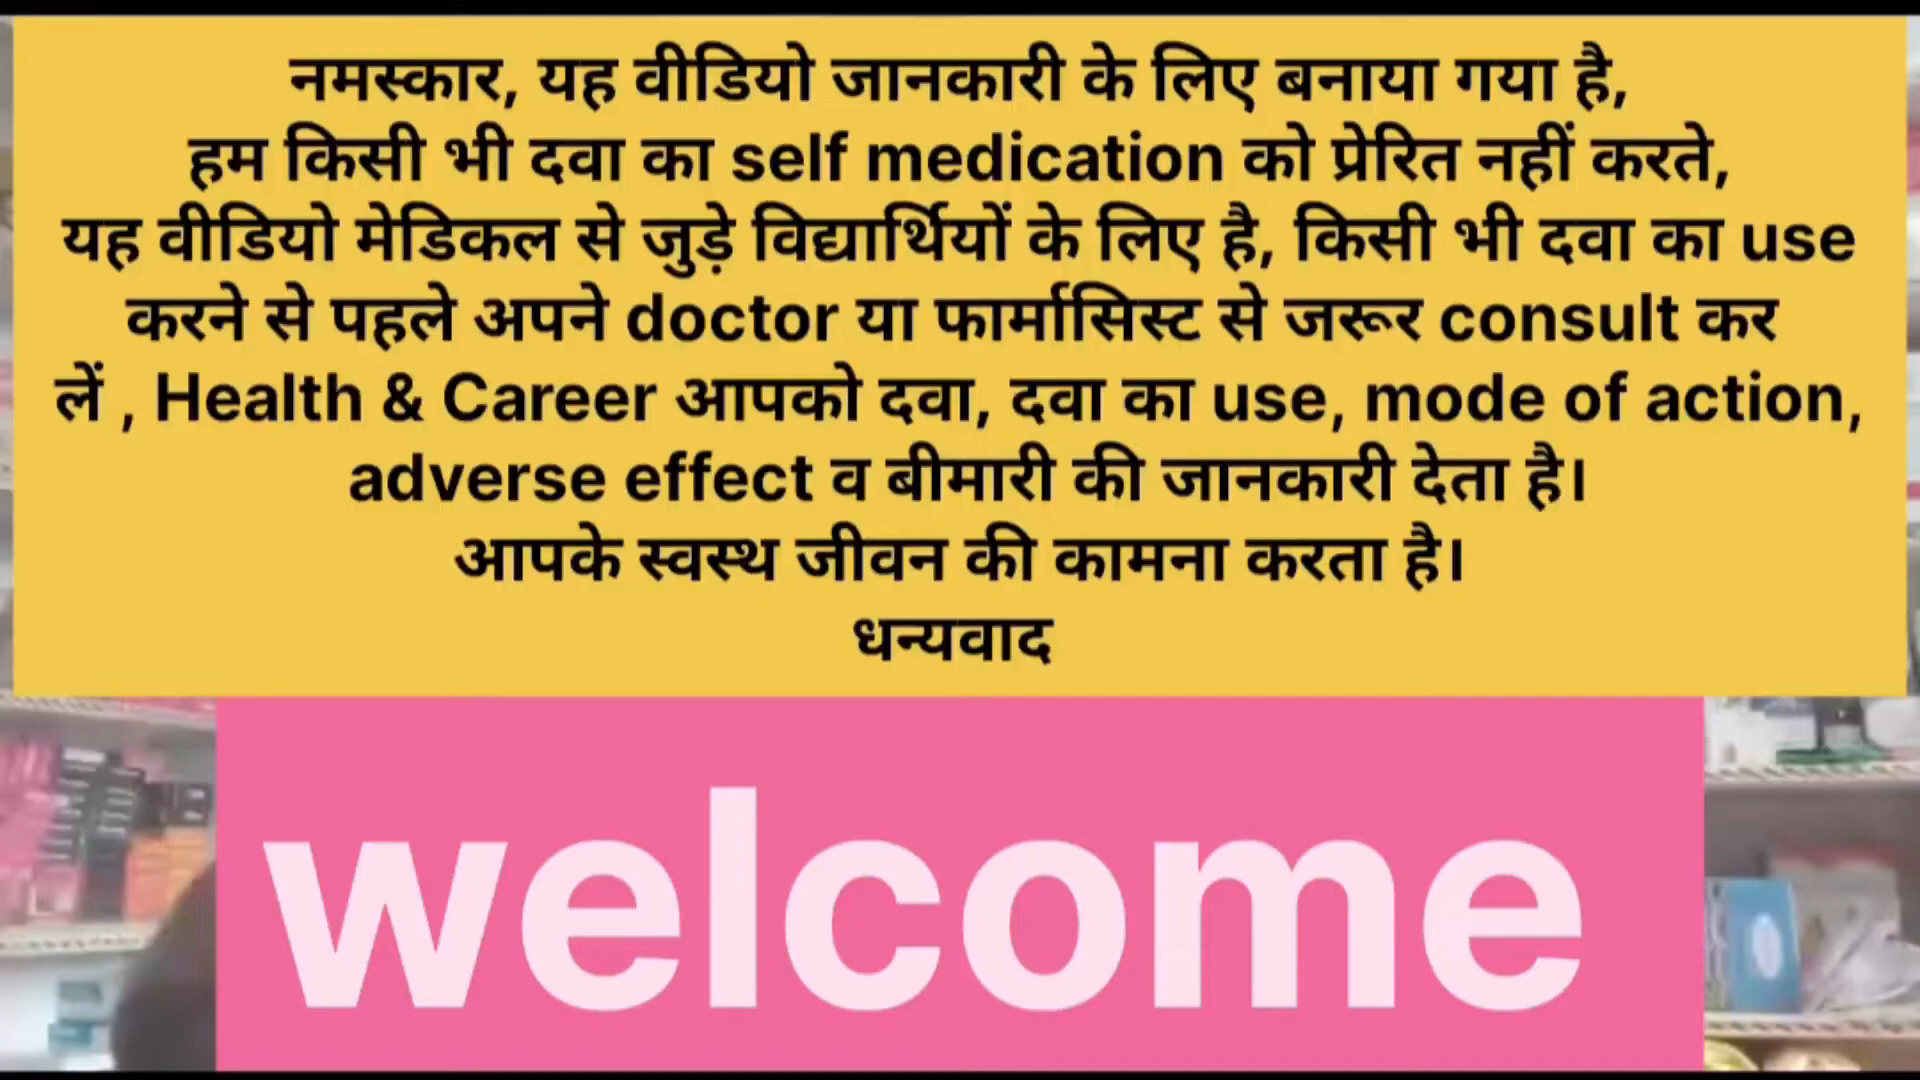 नमस्कार, यह वीडियो जानकारी के लिए बनाया गया है,
हम किसी भी दवा का self medication को प्रेरित नहीं करते,
यह वीडियो मेडिकल से जुड़े विद्यार्थियों के लिए है, किसी भी दवा का use
करने से पहले अपने doctor या फार्मासिस्ट से जरूर consult कर
लें , Health & Career आपको दवा, दवा का use, mode of action,
adverse effect व बीमारी की जानकारी देता है।
आपके स्वस्थ जीवन की कामना करता है।
धन्यवाद
welcome